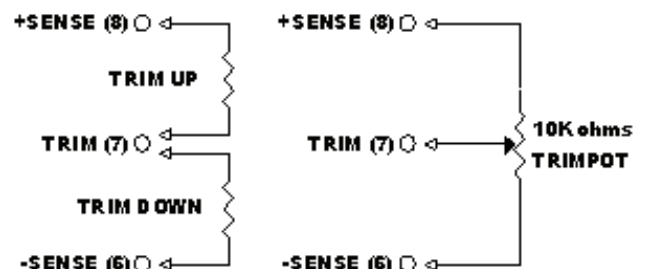 +SENSE (8)
TRIM UP
TRIM (7)
TRIM DOWN
-SENSE (6)
+SENSE (8)
TRIM (7)
10K ohms
TRIMPOT
-SENSE (6)